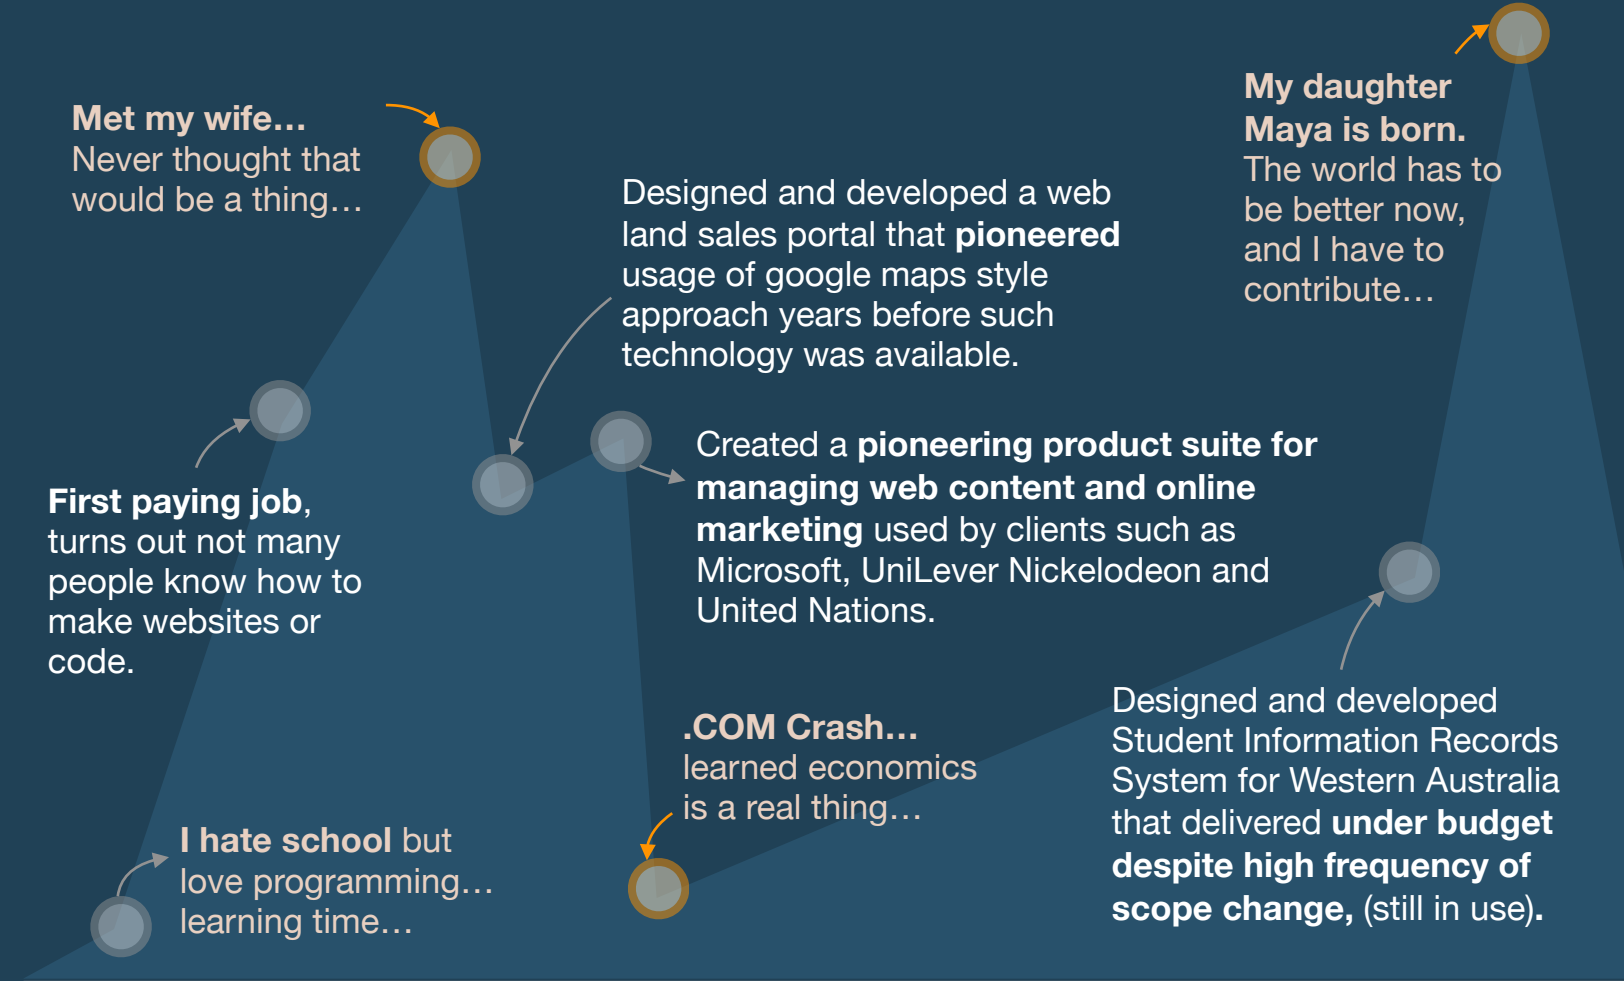 Met my wife…
Never thought that
would be a thing…
First paying job,
turns out not many
people know how to
make websites or
code.
I hate school but
love programming…
learning time…
Designed and developed a web
land sales portal that pioneered
usage of google maps style
approach years before such
technology was available.
Created a pioneering product suite for
managing web content and online
marketing used by clients such as
Microsoft, UniLever Nickelodeon and
United Nations.
.COM Crash…
learned economics
is a real thing…
My daughter
Maya is born.
The world has to
be better now,
and I have to
contribute…
Designed and developed
Student Information Records
System for Western Australia
that delivered under budget
despite high frequency of
scope change, (still in use).